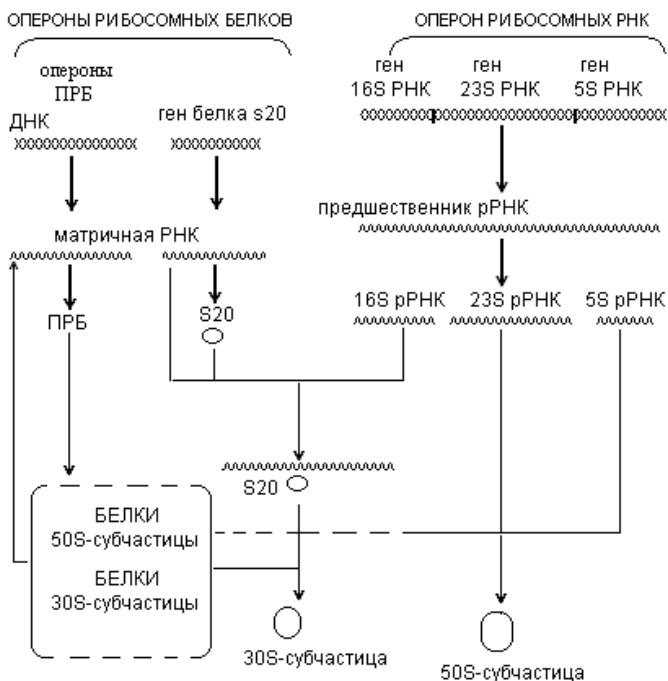 ОПЕРОНЫ РИБОСОМНЫХ БЕЛКОВ
ОПЕРОН РИБОСОМНЫХ РНК
опероны
ПРБ
ДНК
ген белка s20
ген
16S РНК
ген
23S РНК
ген
5S РНК
предшественник рРНК
матричная РНК
ПРБ
S20
16S рРНК
23S рРНК
5S рРНК
S20
БЕЛКИ
50S-субчастицы
БЕЛКИ
30S-субчастицы
30S-субчастица
50S-субчастица